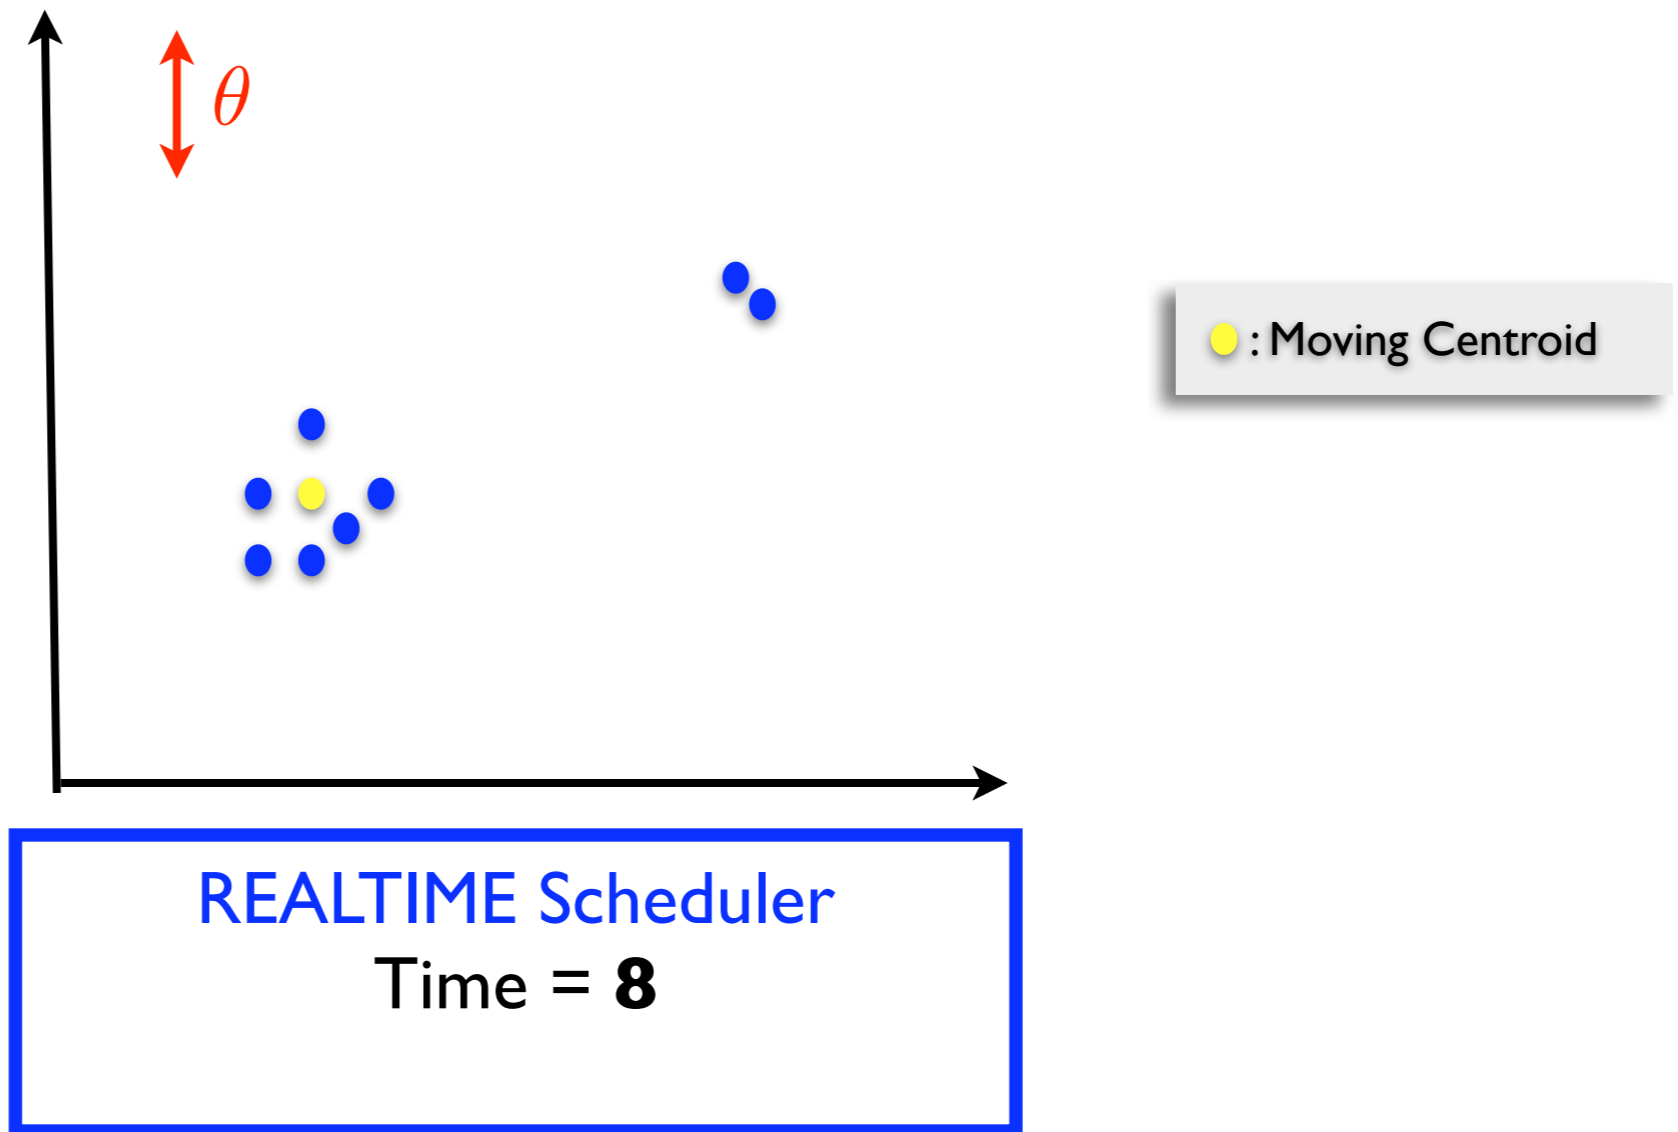 θ
: Moving Centroid
REALTIME Scheduler
Time = 8